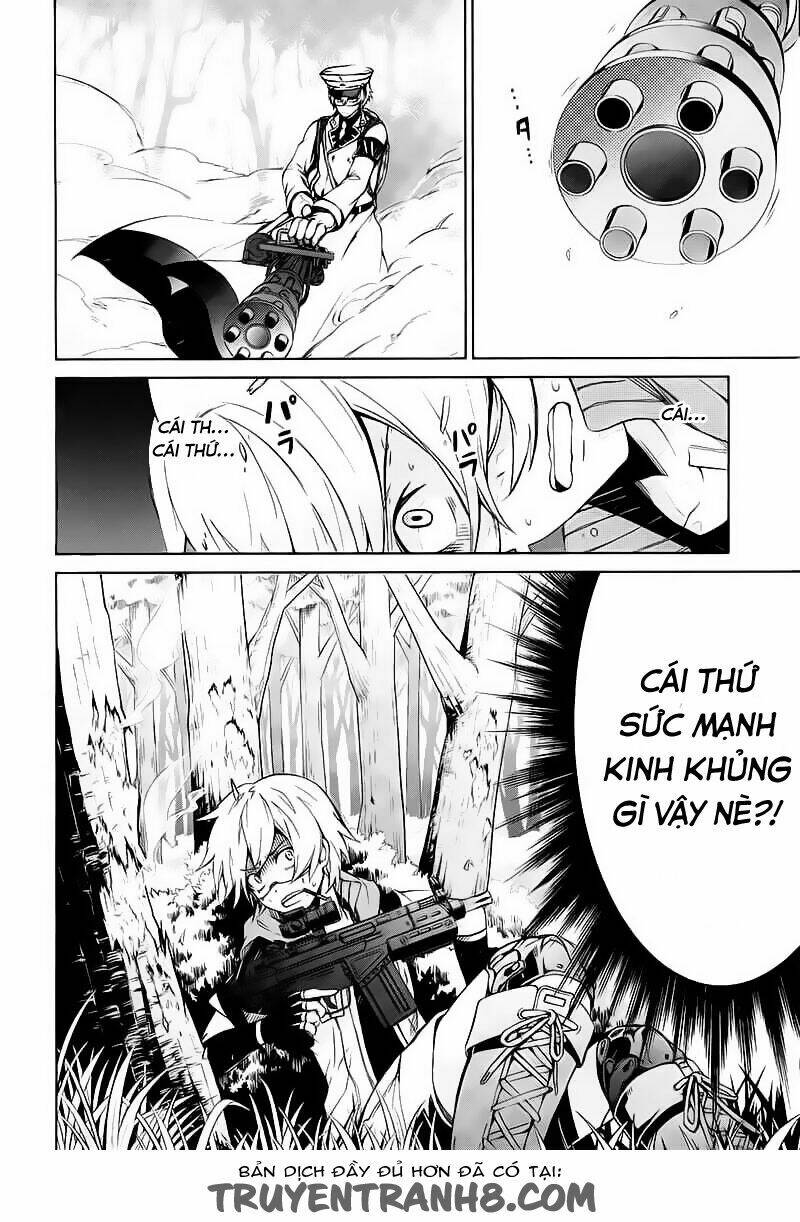 …タ
CÁI…
パラ
パラ
CÁI TH…
CÁI THỨ…
CÁI THỨ
SỨC MẠNH
KINH KHỦNG
GÌ VẬY NÈ?!
BẢN DỊCH ĐẦY ĐỦ HƠN ĐÃ CÓ TẠI:
TRUYENTRANH8.COM